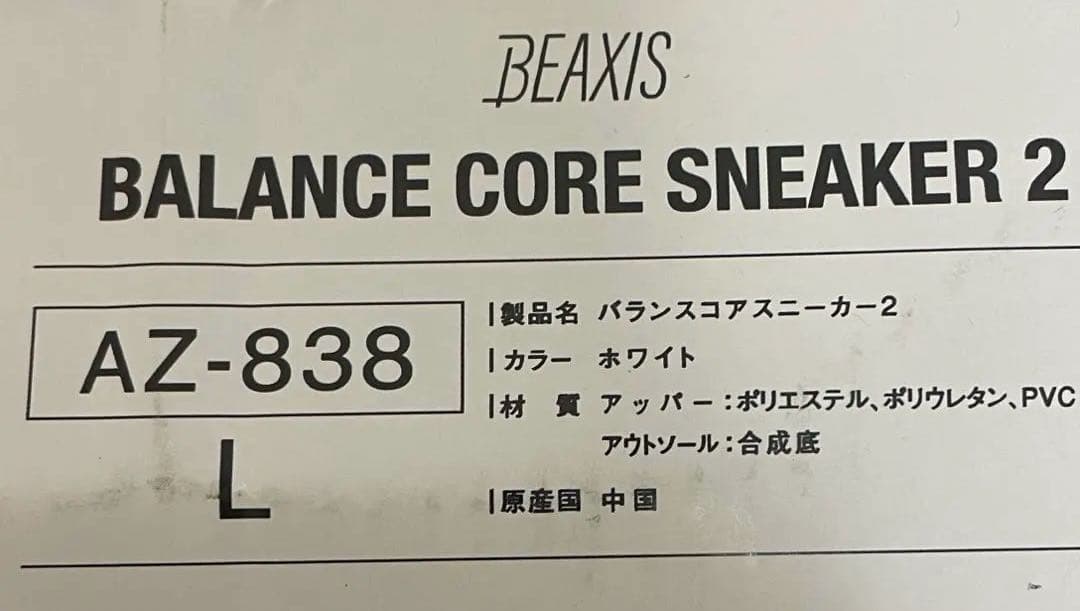 BEAXIS
BALANCE CORE SNEAKER 2
AZ-838
L
|製品名 バランスコアスニーカー2
|カラー ホワイト
|材 質 アッパー:ポリエステル、ポリウレタン、PVC
アウトソール:合成底
|原産国 中国